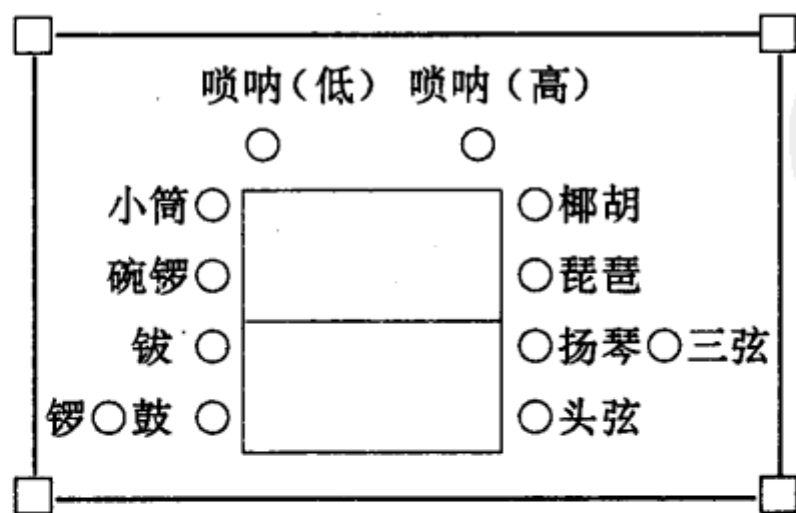 唢呐（低） 唢呐（高）
小筒 椰胡
碗锣 琵琶
钹 扬琴 三弦
锣 鼓 头弦